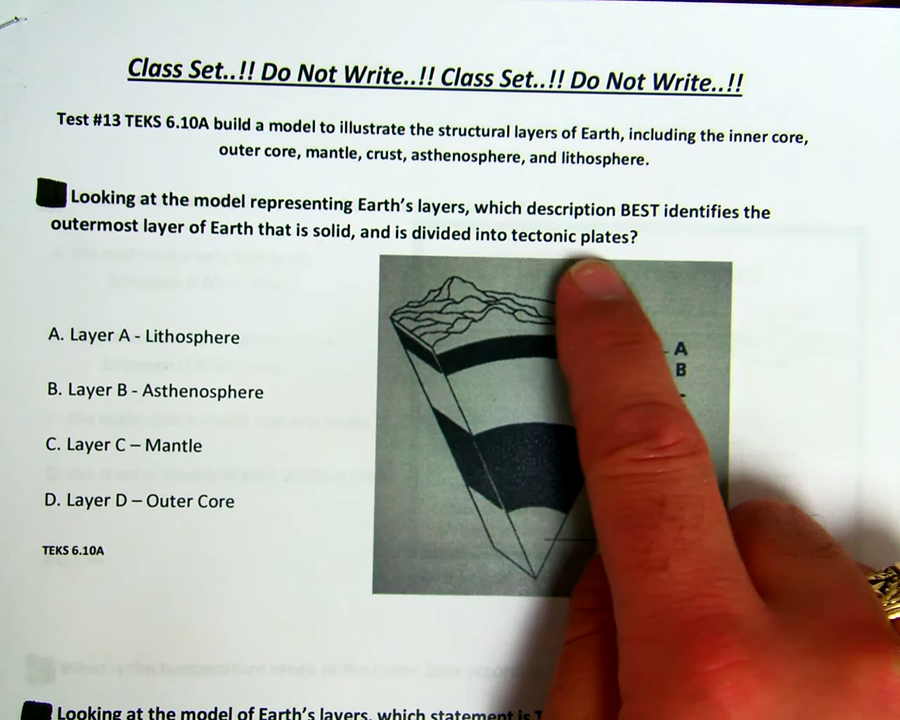 Class Set..!! Do Not Write..!! Class Set..!! Do Not Write..!!
Test #13 TEKS 6.10A build a model to illustrate the structural layers of Earth, including the inner core,
outer core, mantle, crust, asthenosphere, and lithosphere.
Looking at the model representing Earth's layers, which description BEST identifies the
outermost layer of Earth that is solid, and is divided into tectonic plates?
A. Layer A - Lithosphere
B. Layer B - Asthenosphere
C. Layer C – Mantle
D. Layer D – Outer Core
TEKS 6.10A
A
B
Looking at the model of Earth's layers, which statement is